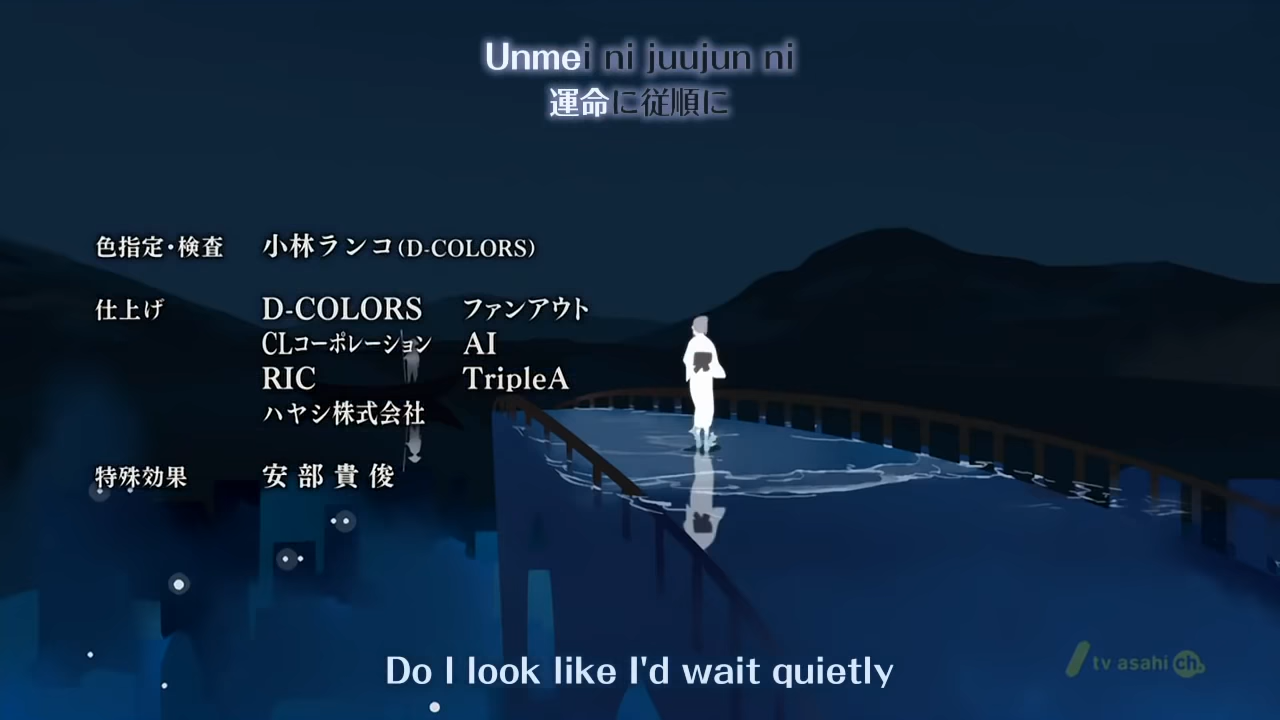 Unmei ni juujun ni
運命に従順に
色指定・検査 小林ランコ(D-COLORS)
仕上げ D-COLORS ファンアウト
CLコーポレーション AI
RIC TripleA
ハヤシ株式会社
特殊効果 安部貴俊
tv asahi ch.
Do I look like I'd wait quietly